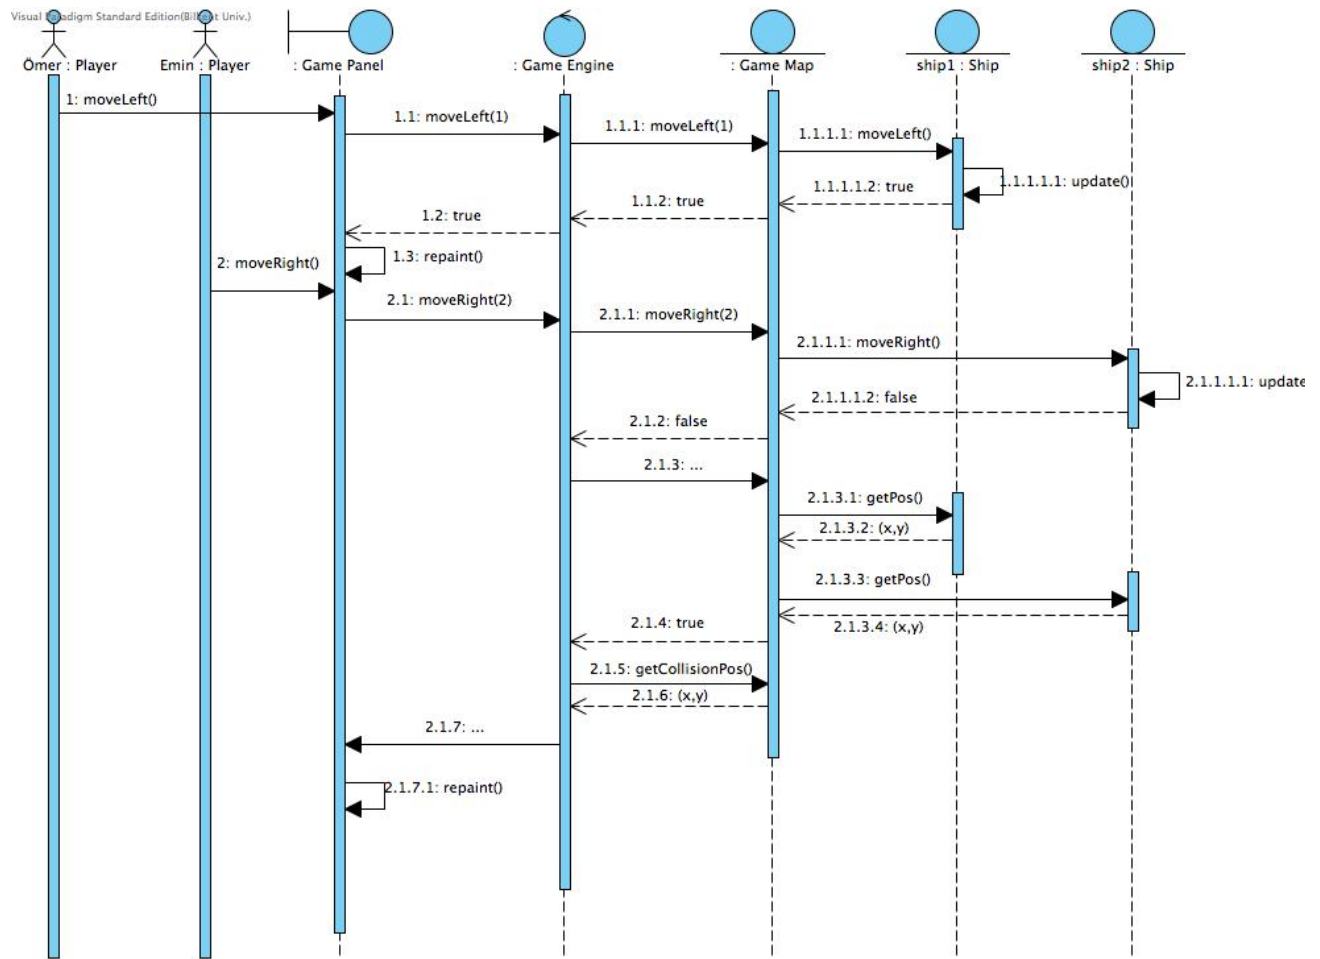 Visual Paradigm Standard Edition(Bilkent Univ.)
Ömer : Player
Emin : Player
: Game Panel
: Game Engine
: Game Map
ship1 : Ship
ship2 : Ship
1: moveLeft()
1.1: moveLeft(1)
1.1.1: moveLeft(1)
1.1.1.1: moveLeft()
1.1.1.1.1: update()
1.1.1.1.2: true
1.1.2: true
1.2: true
1.3: repaint()
2: moveRight()
2.1: moveRight(2)
2.1.1: moveRight(2)
2.1.1.1: moveRight()
2.1.1.1.1: update
2.1.1.1.2: false
2.1.2: false
2.1.3: ...
2.1.3.1: getPos()
2.1.3.2: (x,y)
2.1.3.3: getPos()
2.1.3.4: (x,y)
2.1.4: true
2.1.5: getCollisionPos()
2.1.6: (x,y)
2.1.7: ...
2.1.7.1: repaint()